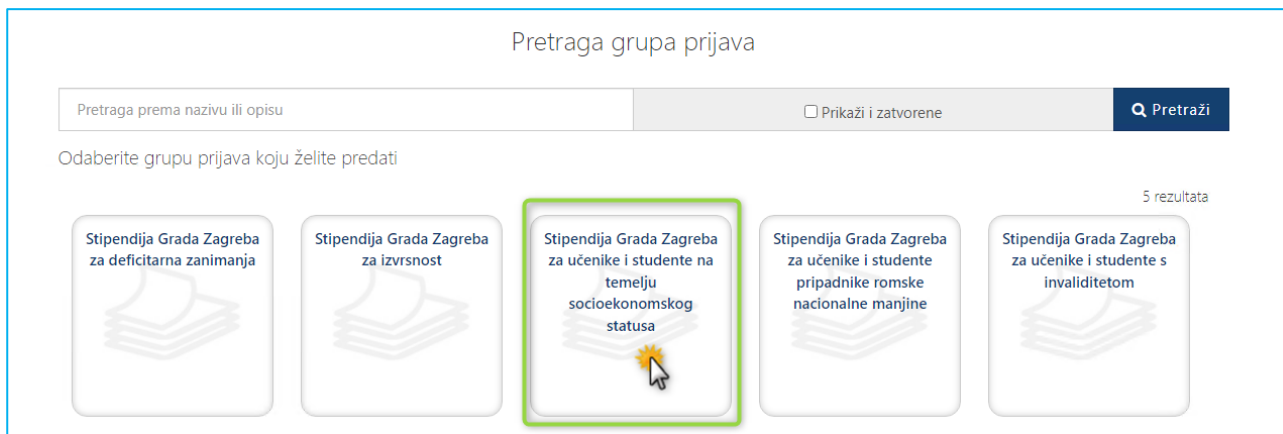 Pretraga grupa prijava
Pretraga prema nazivu ili opisu
Prikaži i zatvorene
Pretraži
Odaberite grupu prijava koju želite predati
5 rezultata
Stipendija Grada Zagreba
za deficitarna zanimanja
Stipendija Grada Zagreba
za izvrsnost
Stipendija Grada Zagreba
za učenike i studente na
temelju
socioekonomskog
statusa
Stipendija Grada Zagreba
za učenike i studente
pripadnike romske
nacionalne manjine
Stipendija Grada Zagreba
za učenike i studente s
invaliditetom